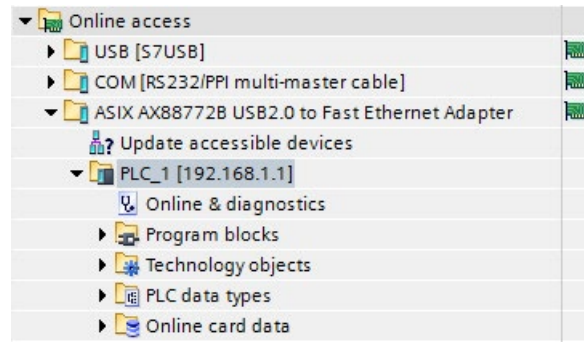 Online access
USB [S7USB]
COM [RS232/PPI multi-master cable]
ASIX AX88772B USB2.0 to Fast Ethernet Adapter
Update accessible devices
PLC_1 [192.168.1.1]
Online & diagnostics
Program blocks
Technology objects
PLC data types
Online card data